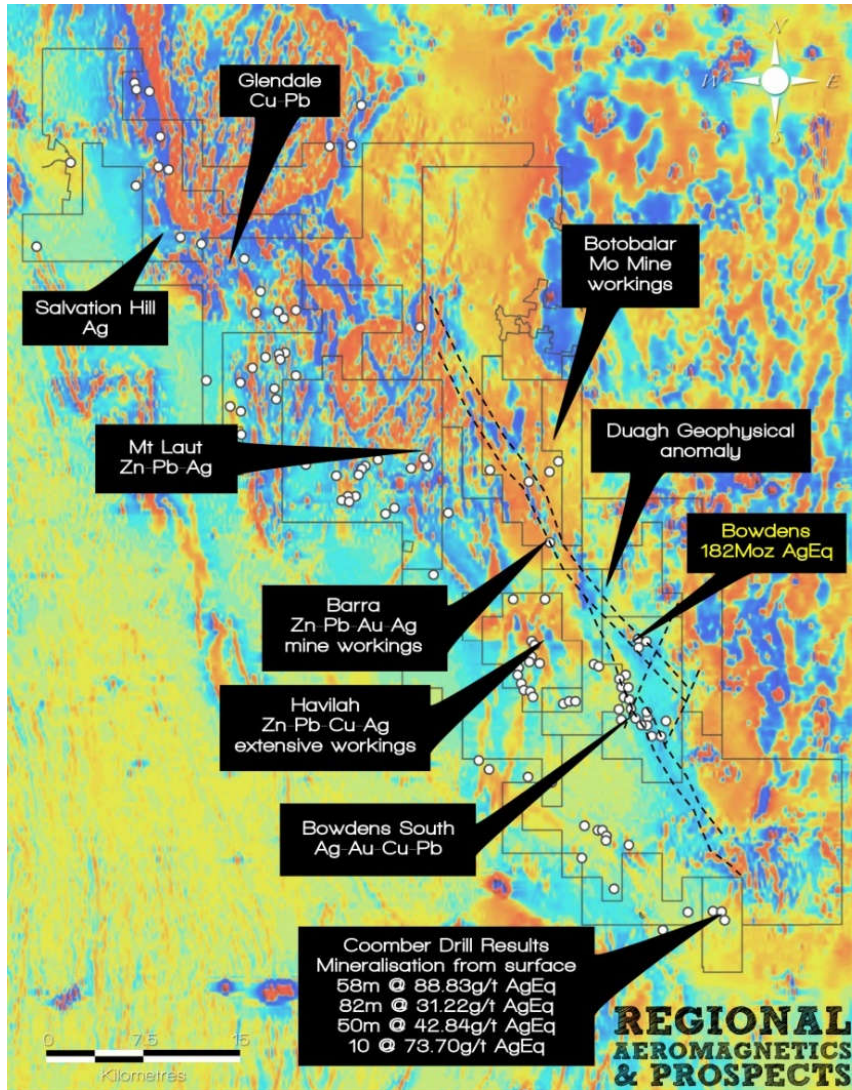 N
W
E
S
Glendale
Cu-Pb
Botobalar
Mo Mine
workings
Salvation Hill
Ag
Mt Laut
Zn-Pb-Ag
Duagh Geophysical
anomaly
Bowdens
182Moz AgEq
Barra
Zn-Pb-Au-Ag
mine workings
Havilah
Zn-Pb-Cu-Ag
extensive workings
Bowdens South
Ag-Au-Cu-Pb
Coomber Drill Results
Mineralisation from surface
58m @ 88.83g/t AgEq
82m @ 31.22g/t AgEq
50m @ 42.84g/t AgEq
10 @ 73.70g/t AgEq
0 7.5 15
Kilometres
REGIONAL
AEROMAGNETICS
& PROSPECTS